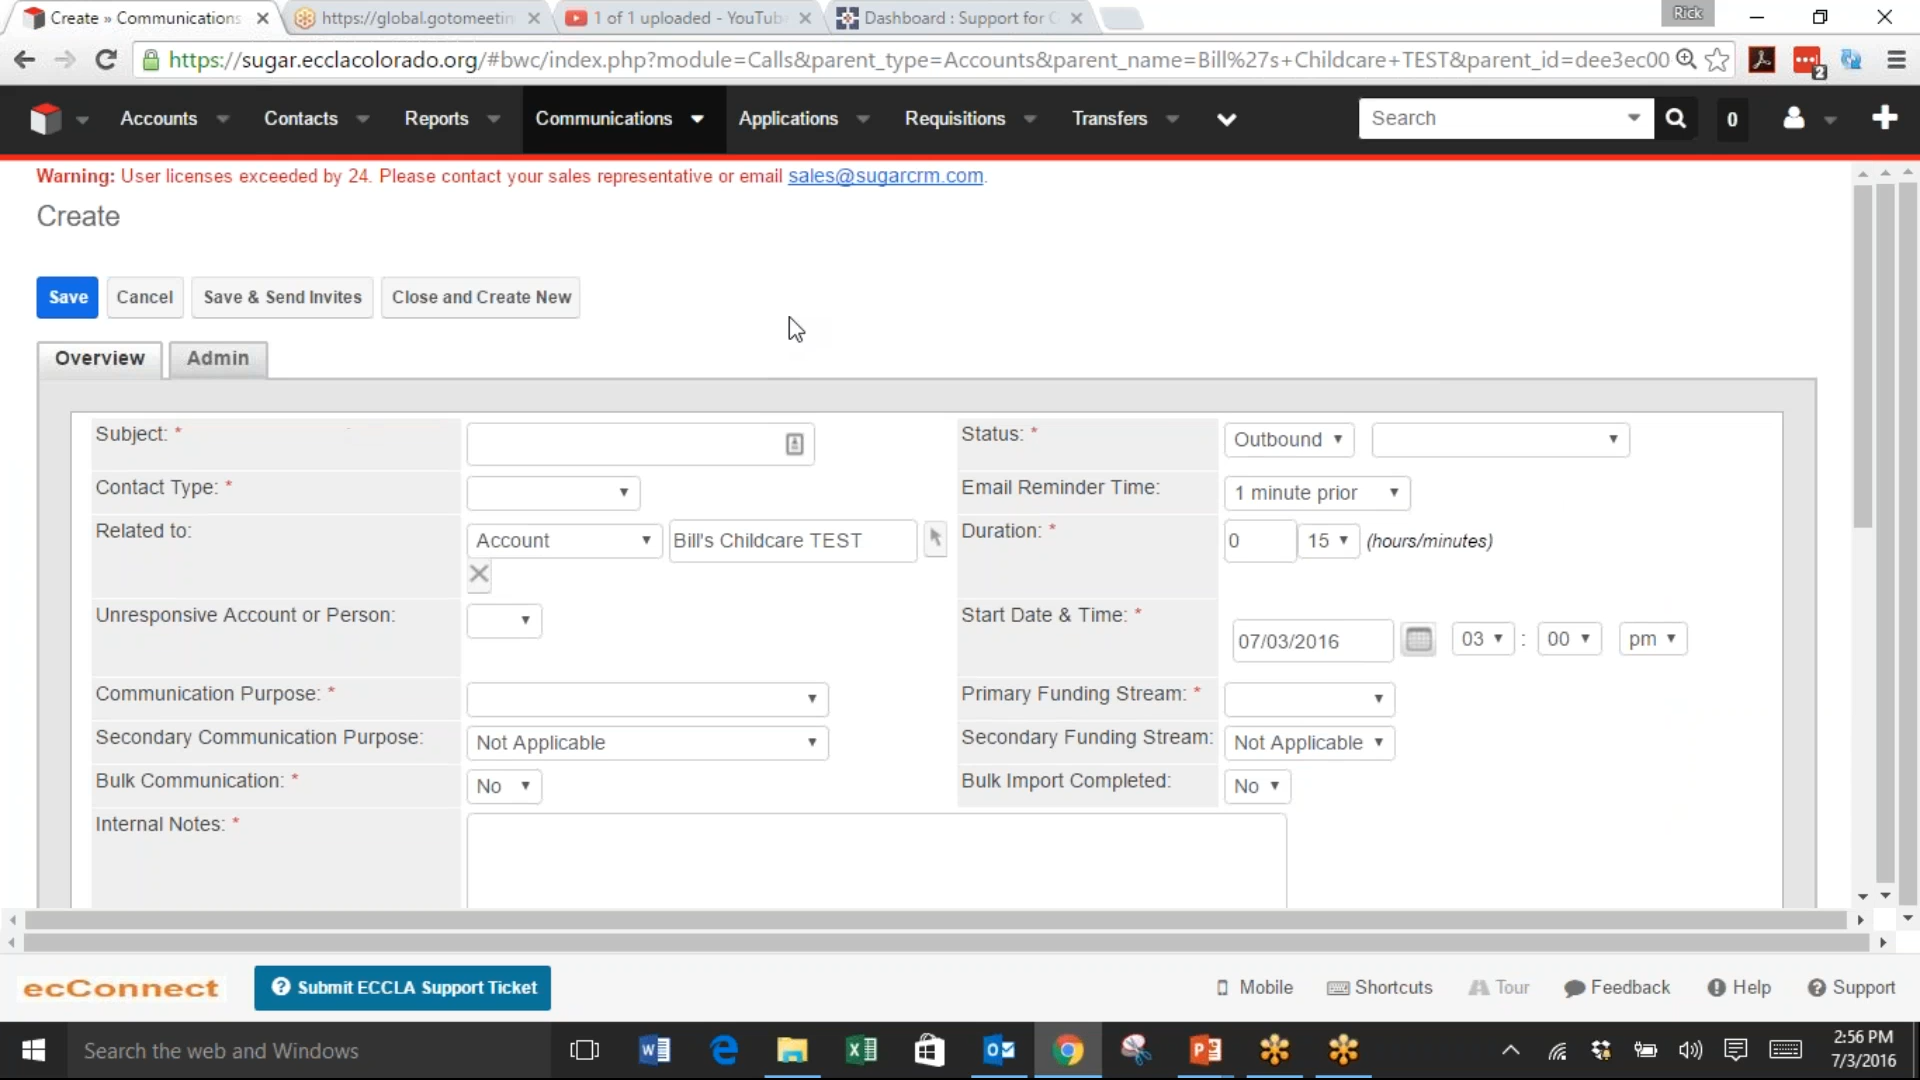 Create » Communications
https://global.gotomeetin
1 of 1 uploaded - YouTub
Dashboard : Support for
Rick
https://sugar.ecclacolorado.org/#bwc/index.php?module=Calls&parent_type=Accounts&parent_name=Bill%27s+Childcare+TEST&parent_id=dee3ec00
2
Accounts
Contacts
Reports
Communications
Applications
Requisitions
Transfers
Search
0
Warning: User licenses exceeded by 24. Please contact your sales representative or email sales@sugarcrm.com.
Create
Save
Cancel
Save & Send Invites
Close and Create New
Overview
Admin
Subject: *
Status: * Outbound
Contact Type: *
Email Reminder Time: 1 minute prior
Related to: Account Bill's Childcare TEST
Duration: * 0 15 (hours/minutes)
Unresponsive Account or Person:
Start Date & Time: * 07/03/2016 03 : 00 pm
Communication Purpose: *
Primary Funding Stream: *
Secondary Communication Purpose: Not Applicable
Secondary Funding Stream: Not Applicable
Bulk Communication: * No
Bulk Import Completed: No
Internal Notes: *
ecConnect
Submit ECCLA Support Ticket
Mobile
Shortcuts
Tour
Feedback
Help
Support
Search the web and Windows
2:56 PM
7/3/2016